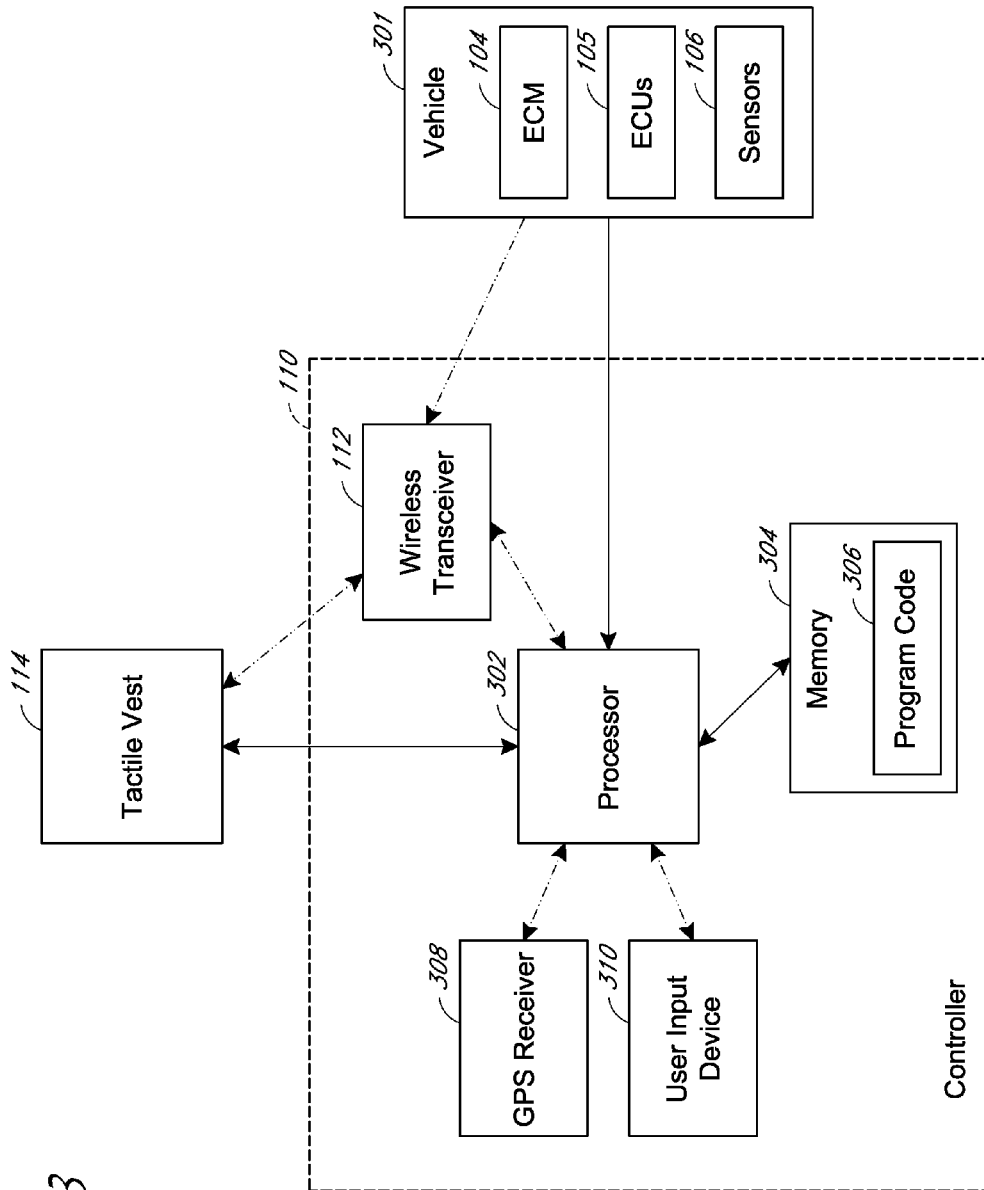 114
Tactile Vest
110
112
Wireless
Transceiver
301
Vehicle
104
ECM
105
ECUs
106
Sensors
302
Processor
308
GPS Receiver
310
User Input
Device
304
Memory
306
Program Code
Controller
3